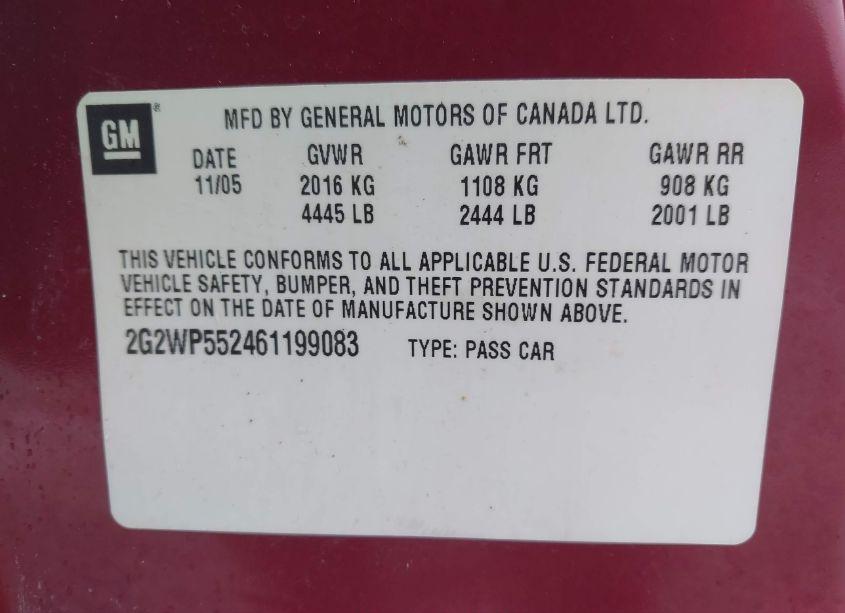 GM® MFD BY GENERAL MOTORS OF CANADA LTD.
DATE GVWR GAWR FRT GAWR RR
11/05 2016 KG 1108 KG 908 KG
4445 LB 2444 LB 2001 LB
THIS VEHICLE CONFORMS TO ALL APPLICABLE U.S. FEDERAL MOTOR
VEHICLE SAFETY, BUMPER, AND THEFT PREVENTION STANDARDS IN
EFFECT ON THE DATE OF MANUFACTURE SHOWN ABOVE.
2G2WP552461199083 TYPE: PASS CAR